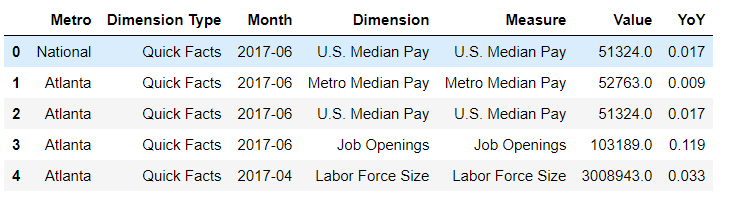 Metro Dimension Type Month Dimension Measure Value YoY
0 National Quick Facts 2017-06 U.S. Median Pay U.S. Median Pay 51324.0 0.017
1 Atlanta Quick Facts 2017-06 Metro Median Pay Metro Median Pay 52763.0 0.009
2 Atlanta Quick Facts 2017-06 U.S. Median Pay U.S. Median Pay 51324.0 0.017
3 Atlanta Quick Facts 2017-06 Job Openings Job Openings 103189.0 0.119
4 Atlanta Quick Facts 2017-04 Labor Force Size Labor Force Size 3008943.0 0.033